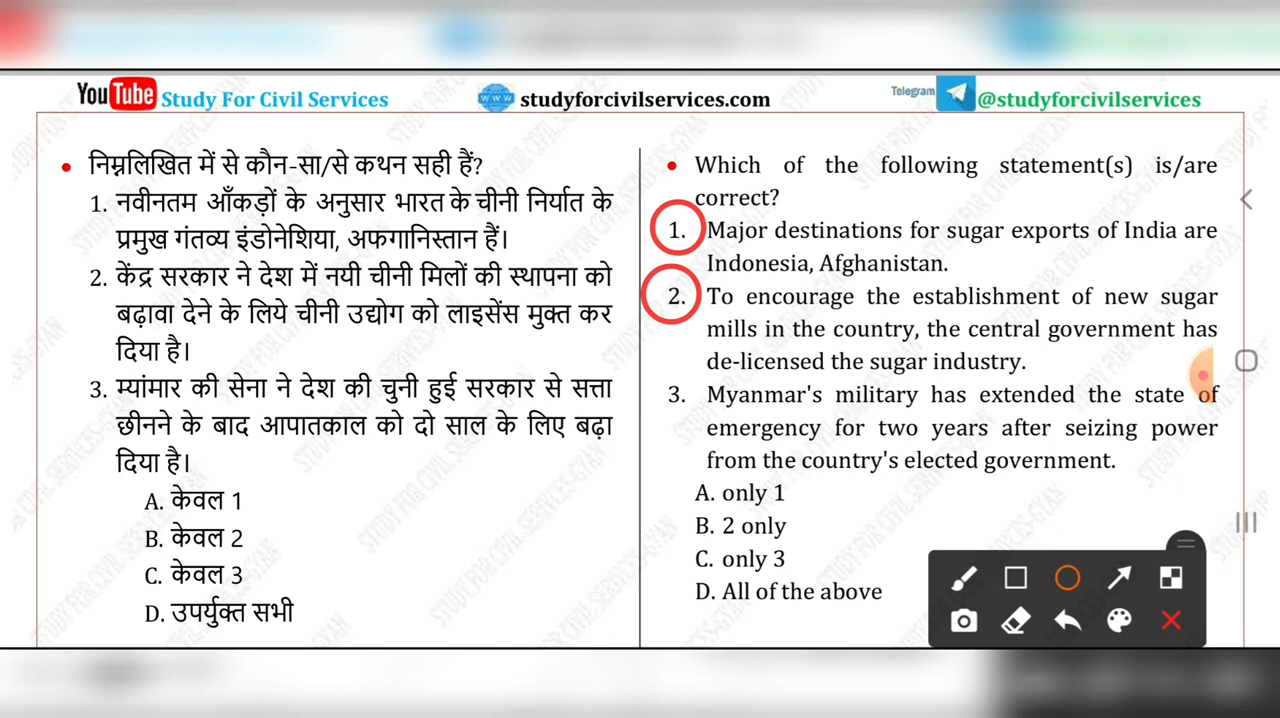 YouTube Study For Civil Services
www studyforcivilservices.com
Telegram @studyforcivilservices
• निम्नलिखित में से कौन-सा/से कथन सही हैं?
1. नवीनतम आँकड़ों के अनुसार भारत के चीनी निर्यात के
प्रमुख गंतव्य इंडोनेशिया, अफगानिस्तान हैं।
2. केंद्र सरकार ने देश में नयी चीनी मिलों की स्थापना को
बढ़ावा देने के लिये चीनी उद्योग को लाइसेंस मुक्त कर
दिया है।
3. म्यांमार की सेना ने देश की चुनी हुई सरकार से सत्ता
छीनने के बाद आपातकाल को दो साल के लिए बढ़ा
दिया है।
A. केवल 1
B. केवल 2
C. केवल 3
D. उपर्युक्त सभी
• Which of the following statement(s) is/are
correct?
1. Major destinations for sugar exports of India are
Indonesia, Afghanistan.
2. To encourage the establishment of new sugar
mills in the country, the central government has
de-licensed the sugar industry.
3. Myanmar's military has extended the state of
emergency for two years after seizing power
from the country's elected government.
A. only 1
B. 2 only
C. only 3
D. All of the above